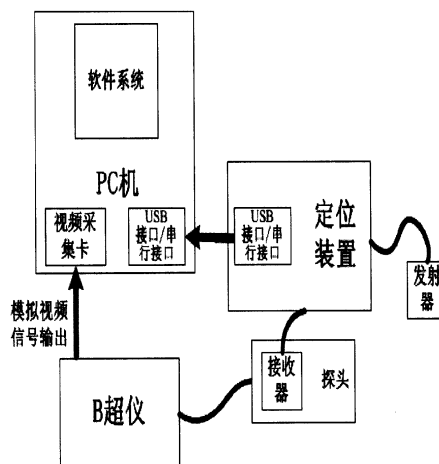 软件系统
PC机
视频采
集卡
USB
接口/串
行接口
USB
接口/串
行接口
定位
装置
发射
器
模拟视频
信号输出
接收
器
探头
B超仪